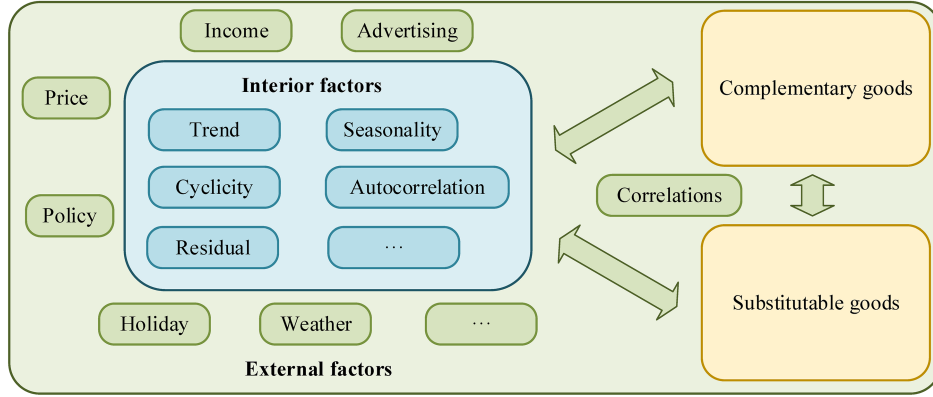 Income
Advertising
Price
Policy
Interior factors
Trend
Seasonality
Cyclicity
Autocorrelation
Residual
…
Holiday
Weather
…
External factors
Complementary goods
Correlations
Substitutable goods